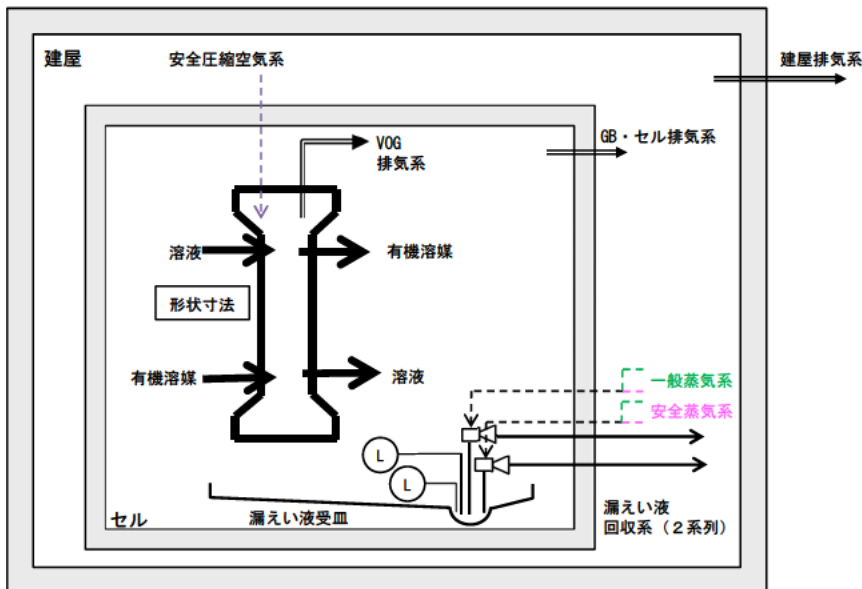 建屋
安全圧縮空気系
建屋排気系
VOG
排気系
GB・セル排気系
溶液
有機溶媒
形状寸法
有機溶媒
溶液
一般蒸気系
安全蒸気系
L
L
セル
漏えい液受皿
漏えい液
回収系（２系列）